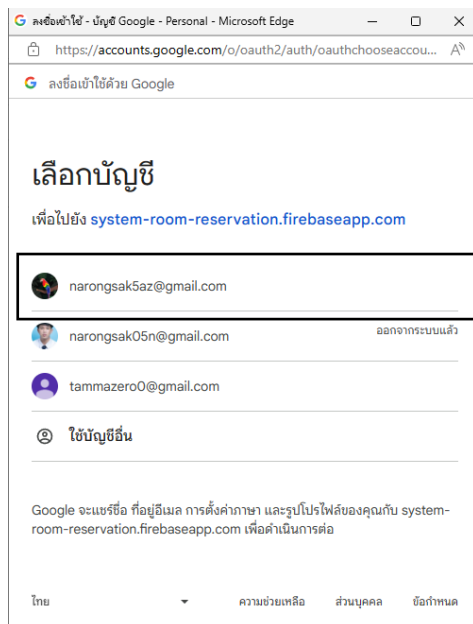 ลงชื่อเข้าใช้ - บัญชี Google - Personal - Microsoft Edge
https://accounts.google.com/o/oauth2/auth/oauthchooseaccou...
ลงชื่อเข้าใช้ด้วย Google
เลือกบัญชี
เพื่อไปยัง system-room-reservation.firebaseapp.com
narongsak5az@gmail.com
narongsak05n@gmail.com ออกจากระบบแล้ว
tammazero0@gmail.com
ใช้บัญชีอื่น
Google จะแชร์ชื่อ ที่อยู่อีเมล การตั้งค่าภาษา และรูปโปรไฟล์ของคุณกับ system-
room-reservation.firebaseapp.com เพื่อดำเนินการต่อ
ไทย ความช่วยเหลือ ส่วนบุคคล ข้อกำหนด